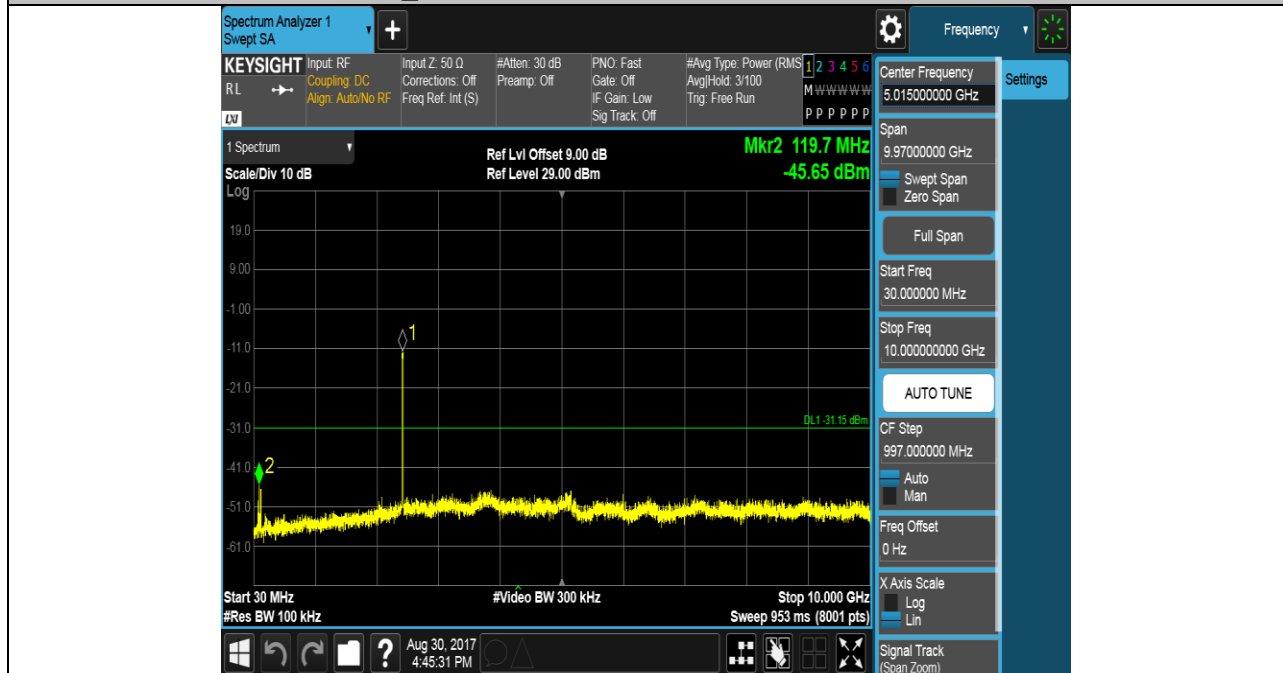 Spectrum Analyzer 1
Swept SA
+
Frequency
KEYSIGHT
RL
LXI
Input: RF
Coupling: DC
Align: Auto/No RF
Input Z: 50 Ω
Corrections: Off
Freq Ref: Int (S)
#Atten: 30 dB
Preamp: Off
PNO: Fast
Gate: Off
IF Gain: Low
Sig Track: Off
#Avg Type: Power (RMS
Avg|Hold: 3/100
Trig: Free Run
1 2 3 4 5 6
M W W W W W
P P P P P P
Center Frequency
5.015000000 GHz
Settings
1 Spectrum
Scale/Div 10 dB
Log
Ref Lvl Offset 9.00 dB
Ref Level 29.00 dBm
Mkr2 119.7 MHz
-45.65 dBm
19.0
9.00
-1.00
-11.0
-21.0
-31.0
-41.0
-51.0
-61.0
1
2
DL1 -31.15 dBm
Start 30 MHz
#Res BW 100 kHz
#Video BW 300 kHz
Stop 10.000 GHz
Sweep 953 ms (8001 pts)
Span
9.97000000 GHz
Swept Span
Zero Span
Full Span
Start Freq
30.000000 MHz
Stop Freq
10.000000000 GHz
AUTO TUNE
CF Step
997.000000 MHz
Auto
Man
Freq Offset
0 Hz
X Axis Scale
Log
Lin
Signal Track
(Span Zoom)
?
Aug 30, 2017
4:45:31 PM